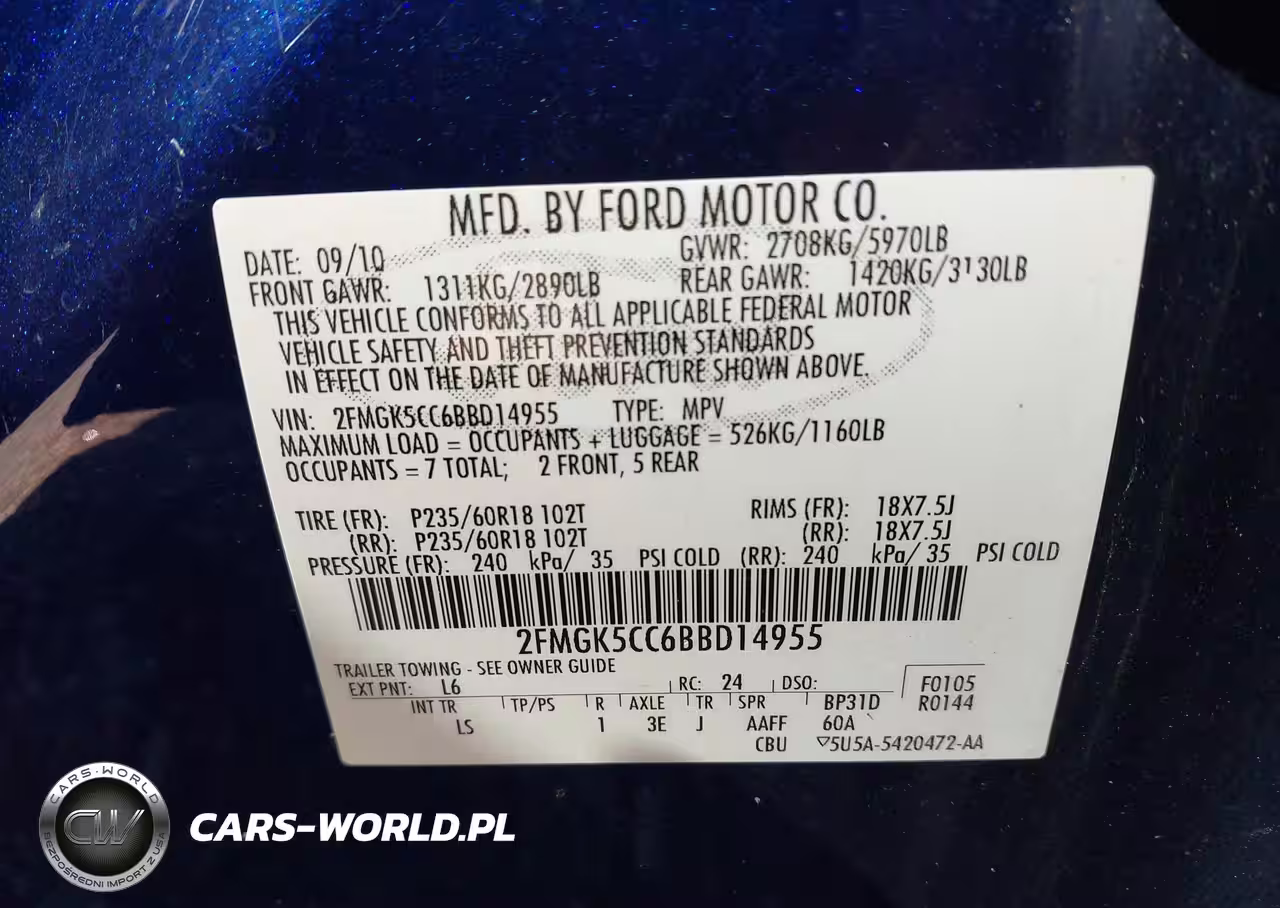 MFD. BY FORD MOTOR CO.
DATE: 09/10 GVWR: 2708KG/5970LB
FRONT GAWR: 1311KG/2890LB REAR GAWR: 1420KG/3130LB
THIS VEHICLE CONFORMS TO ALL APPLICABLE FEDERAL MOTOR
VEHICLE SAFETY AND THEFT PREVENTION STANDARDS
IN EFFECT ON THE DATE OF MANUFACTURE SHOWN ABOVE.
VIN: 2FMGK5CC6BBD14955 TYPE: MPV
MAXIMUM LOAD = OCCUPANTS + LUGGAGE = 526KG/1160LB
OCCUPANTS = 7 TOTAL; 2 FRONT, 5 REAR
TIRE (FR): P235/60R18 102T RIMS (FR): 18X7.5J
(RR): P235/60R18 102T (RR): 18X7.5J
PRESSURE (FR): 240 kPa/ 35 PSI COLD (RR): 240 kPa/ 35 PSI COLD
2FMGK5CC6BBD14955
TRAILER TOWING - SEE OWNER GUIDE
EXT PNT: L6 RC: 24 DSO: F0105
INT TR TP/PS R AXLE TR SPR BP31D R0144
LS 1 3E J AAFF 60A
CBU ▽5U5A-5420472-AA
CARS-WORLD
CW
BEZPOŚREDNI IMPORT Z USA
CARS-WORLD.PL